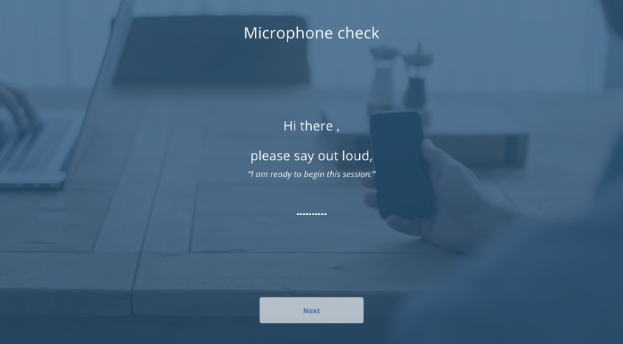 Microphone check
Hi there ,
please say out loud,
"I am ready to begin this session."
Next